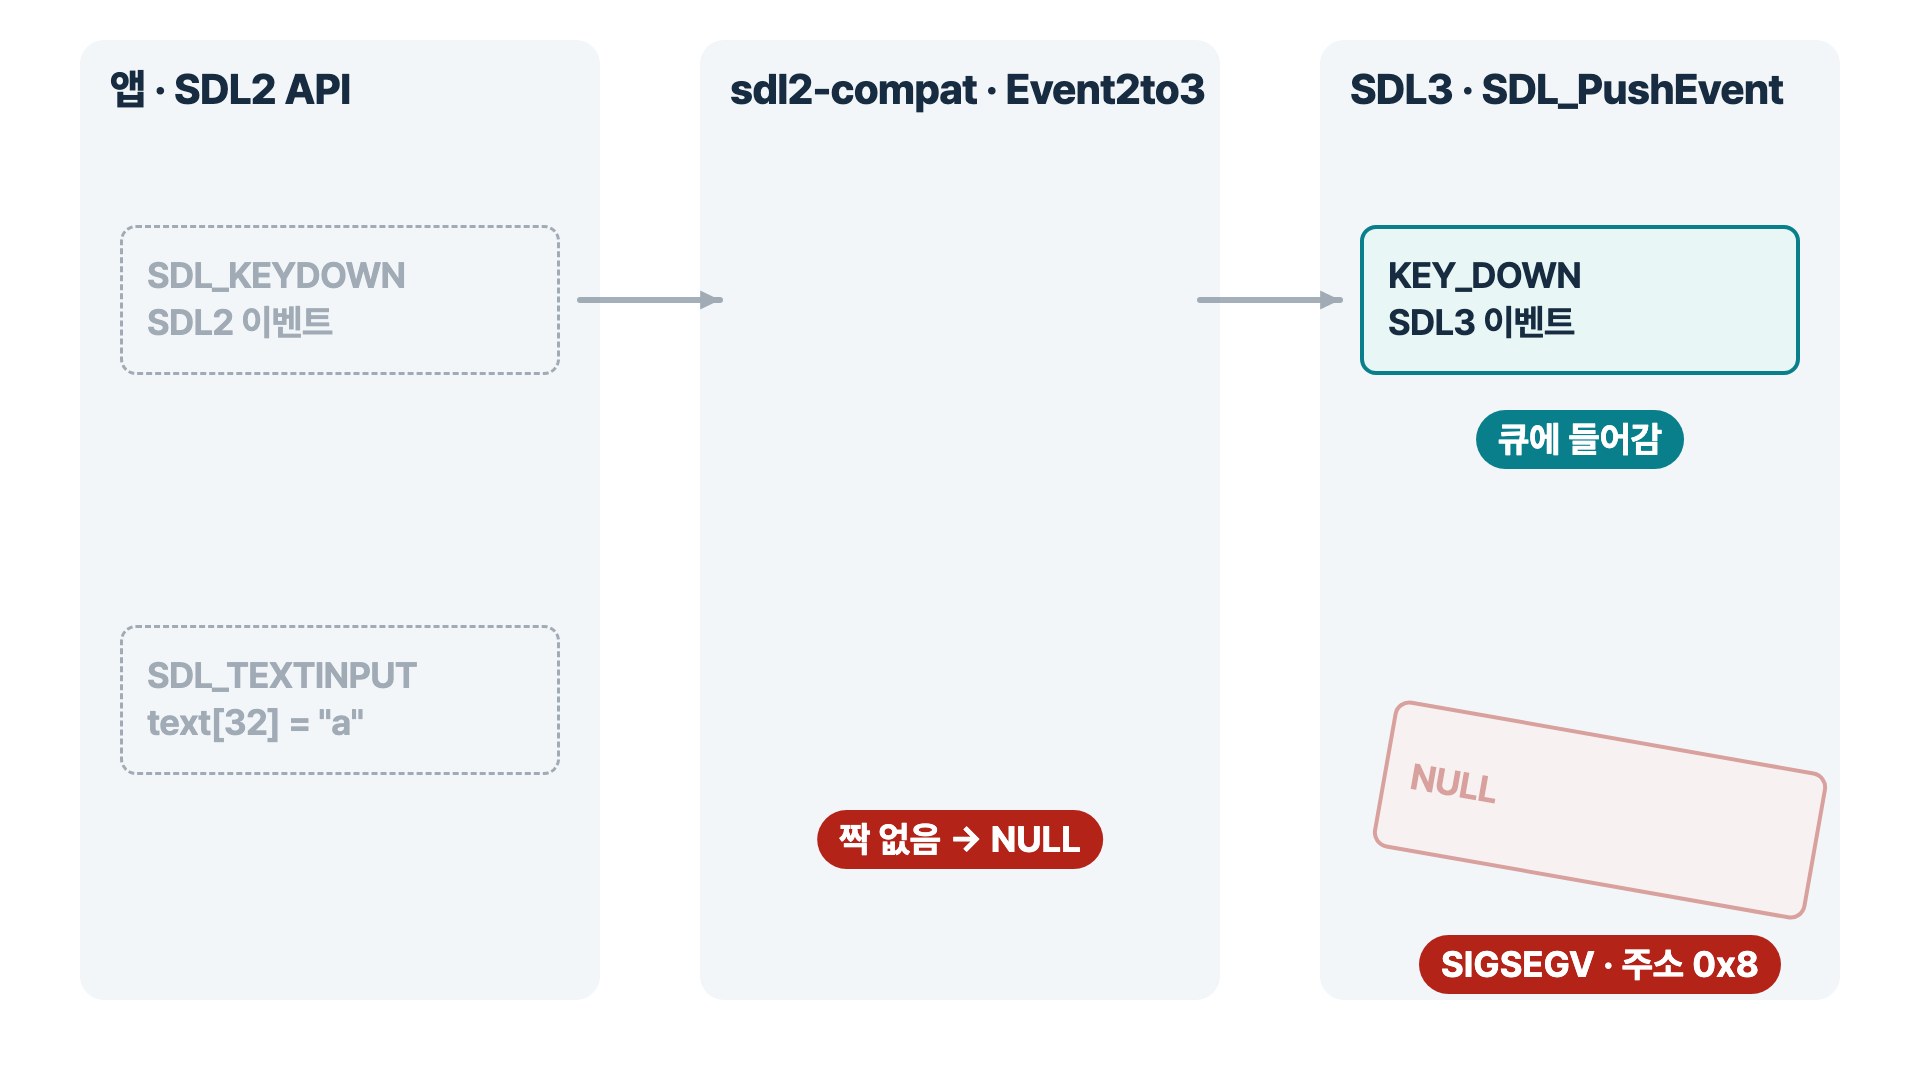 앱 · SDL2 API
SDL_KEYDOWN
SDL2 이벤트
SDL_TEXTINPUT
text[32] = "a"
sdl2-compat · Event2to3
짝 없음 → NULL
SDL3 · SDL_PushEvent
KEY_DOWN
SDL3 이벤트
큐에 들어감
NULL
SIGSEGV · 주소 0x8